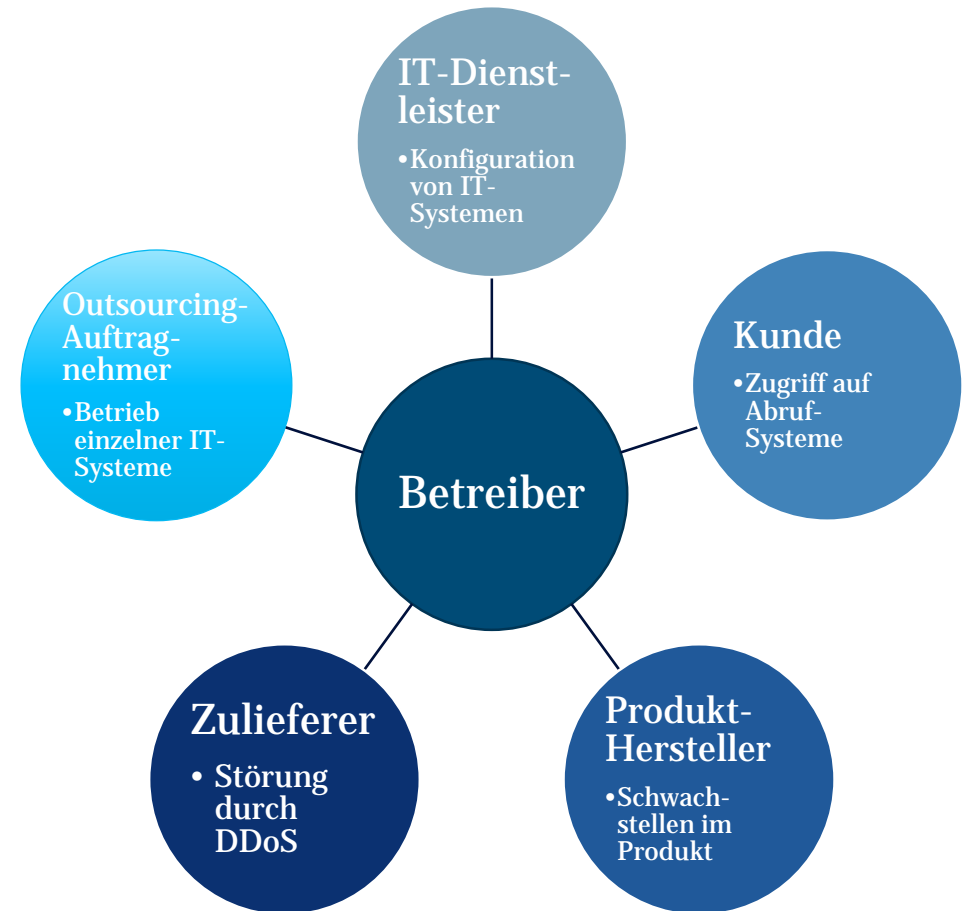 IT-Dienst-
leister
•Konfiguration
von IT-
Systemen
Outsourcing-
Auftrag-
nehmer
•Betrieb
einzelner IT-
Systeme
Kunde
•Zugriff auf
Abruf-
Systeme
Betreiber
Zulieferer
• Störung
durch
DDoS
Produkt-
Hersteller
•Schwach-
stellen im
Produkt